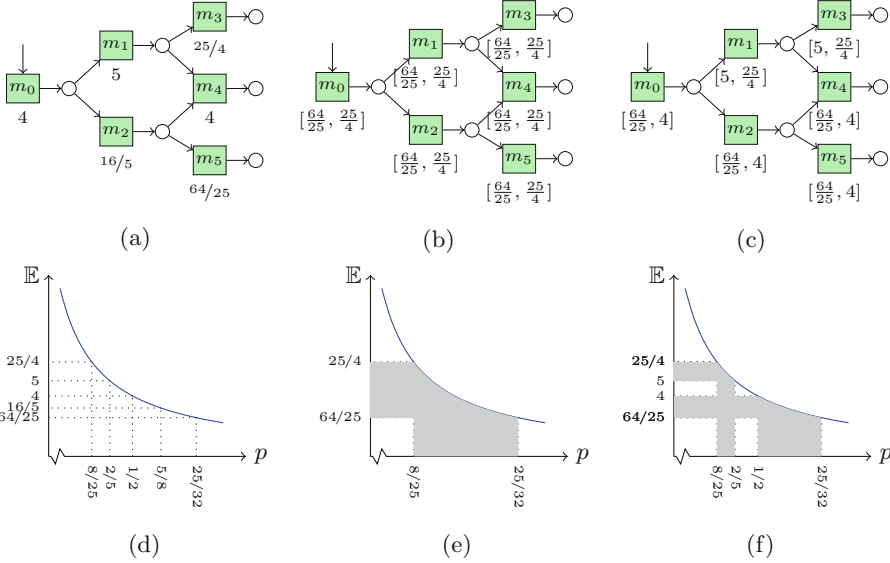 m₀ m₁ m₂ m₃ m₄ m₅
4 5 16/5 25/4 4 64/25
(a)
m₀ m₁ m₂ m₃ m₄ m₅
[64/25, 25/4] [64/25, 25/4] [64/25, 25/4] [64/25, 25/4] [64/25, 25/4] [64/25, 25/4]
(b)
m₀ m₁ m₂ m₃ m₄ m₅
[64/25, 4] [5, 25/4] [64/25, 4] [5, 25/4] [64/25, 4] [64/25, 4]
(c)
𝔼
25/4
5
4
16/5
64/25
8/25 2/5 1/2 5/8 25/32
p
(d)
𝔼
25/4
64/25
8/25 25/32
p
(e)
𝔼
25/4
5
4
64/25
8/25 2/5 1/2 25/32
p
(f)